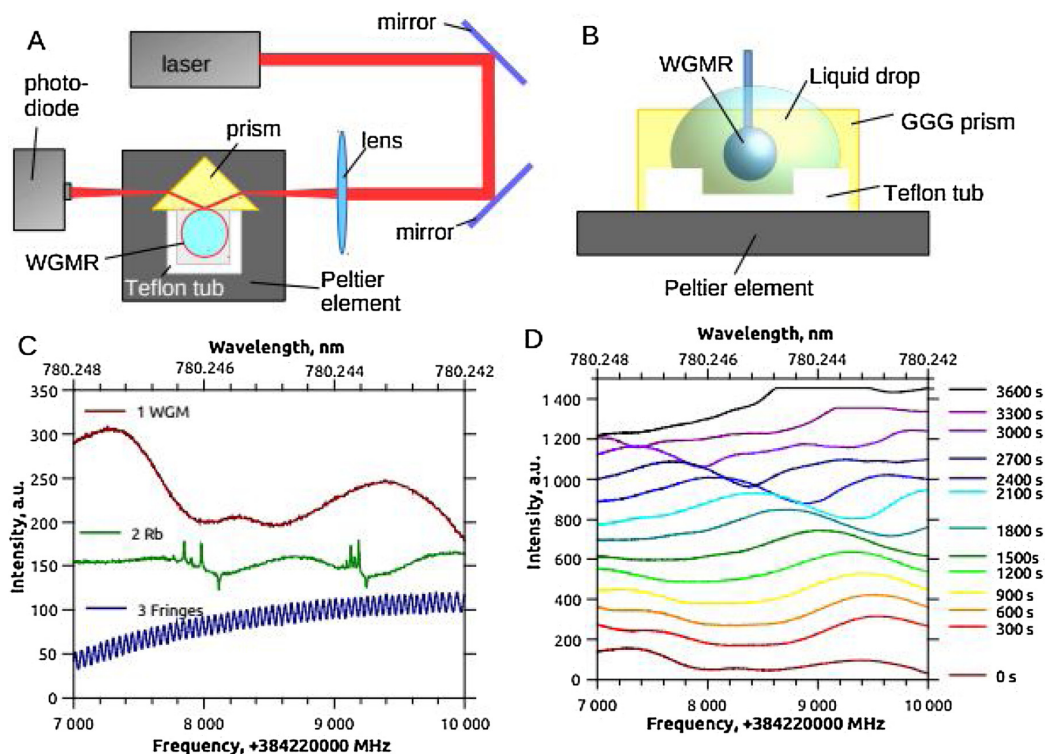 A
mirror
laser
photo-
diode
prism
lens
WGMR
mirror
Teflon tub
Peltier
element
B
WGMR
Liquid drop
GGG prism
Teflon tub
Peltier element
C
Wavelength, nm
780.248 780.246 780.244 780.242
350
300
250
200
150
100
50
0
Intensity, a.u.
1 WGM
2 Rb
3 Fringes
7 000 8 000 9 000 10 000
Frequency, +384220000 MHz
D
Wavelength, nm
780.248 780.246 780.244 780.242
1 400
1 200
1 000
800
600
400
200
0
Intensity, a.u.
3600 s
3300 s
3000 s
2700 s
2400 s
2100 s
1800 s
1500s
1200 s
900 s
600 s
300 s
0 s
7 000 8 000 9 000 10 000
Frequency, +384220000 MHz